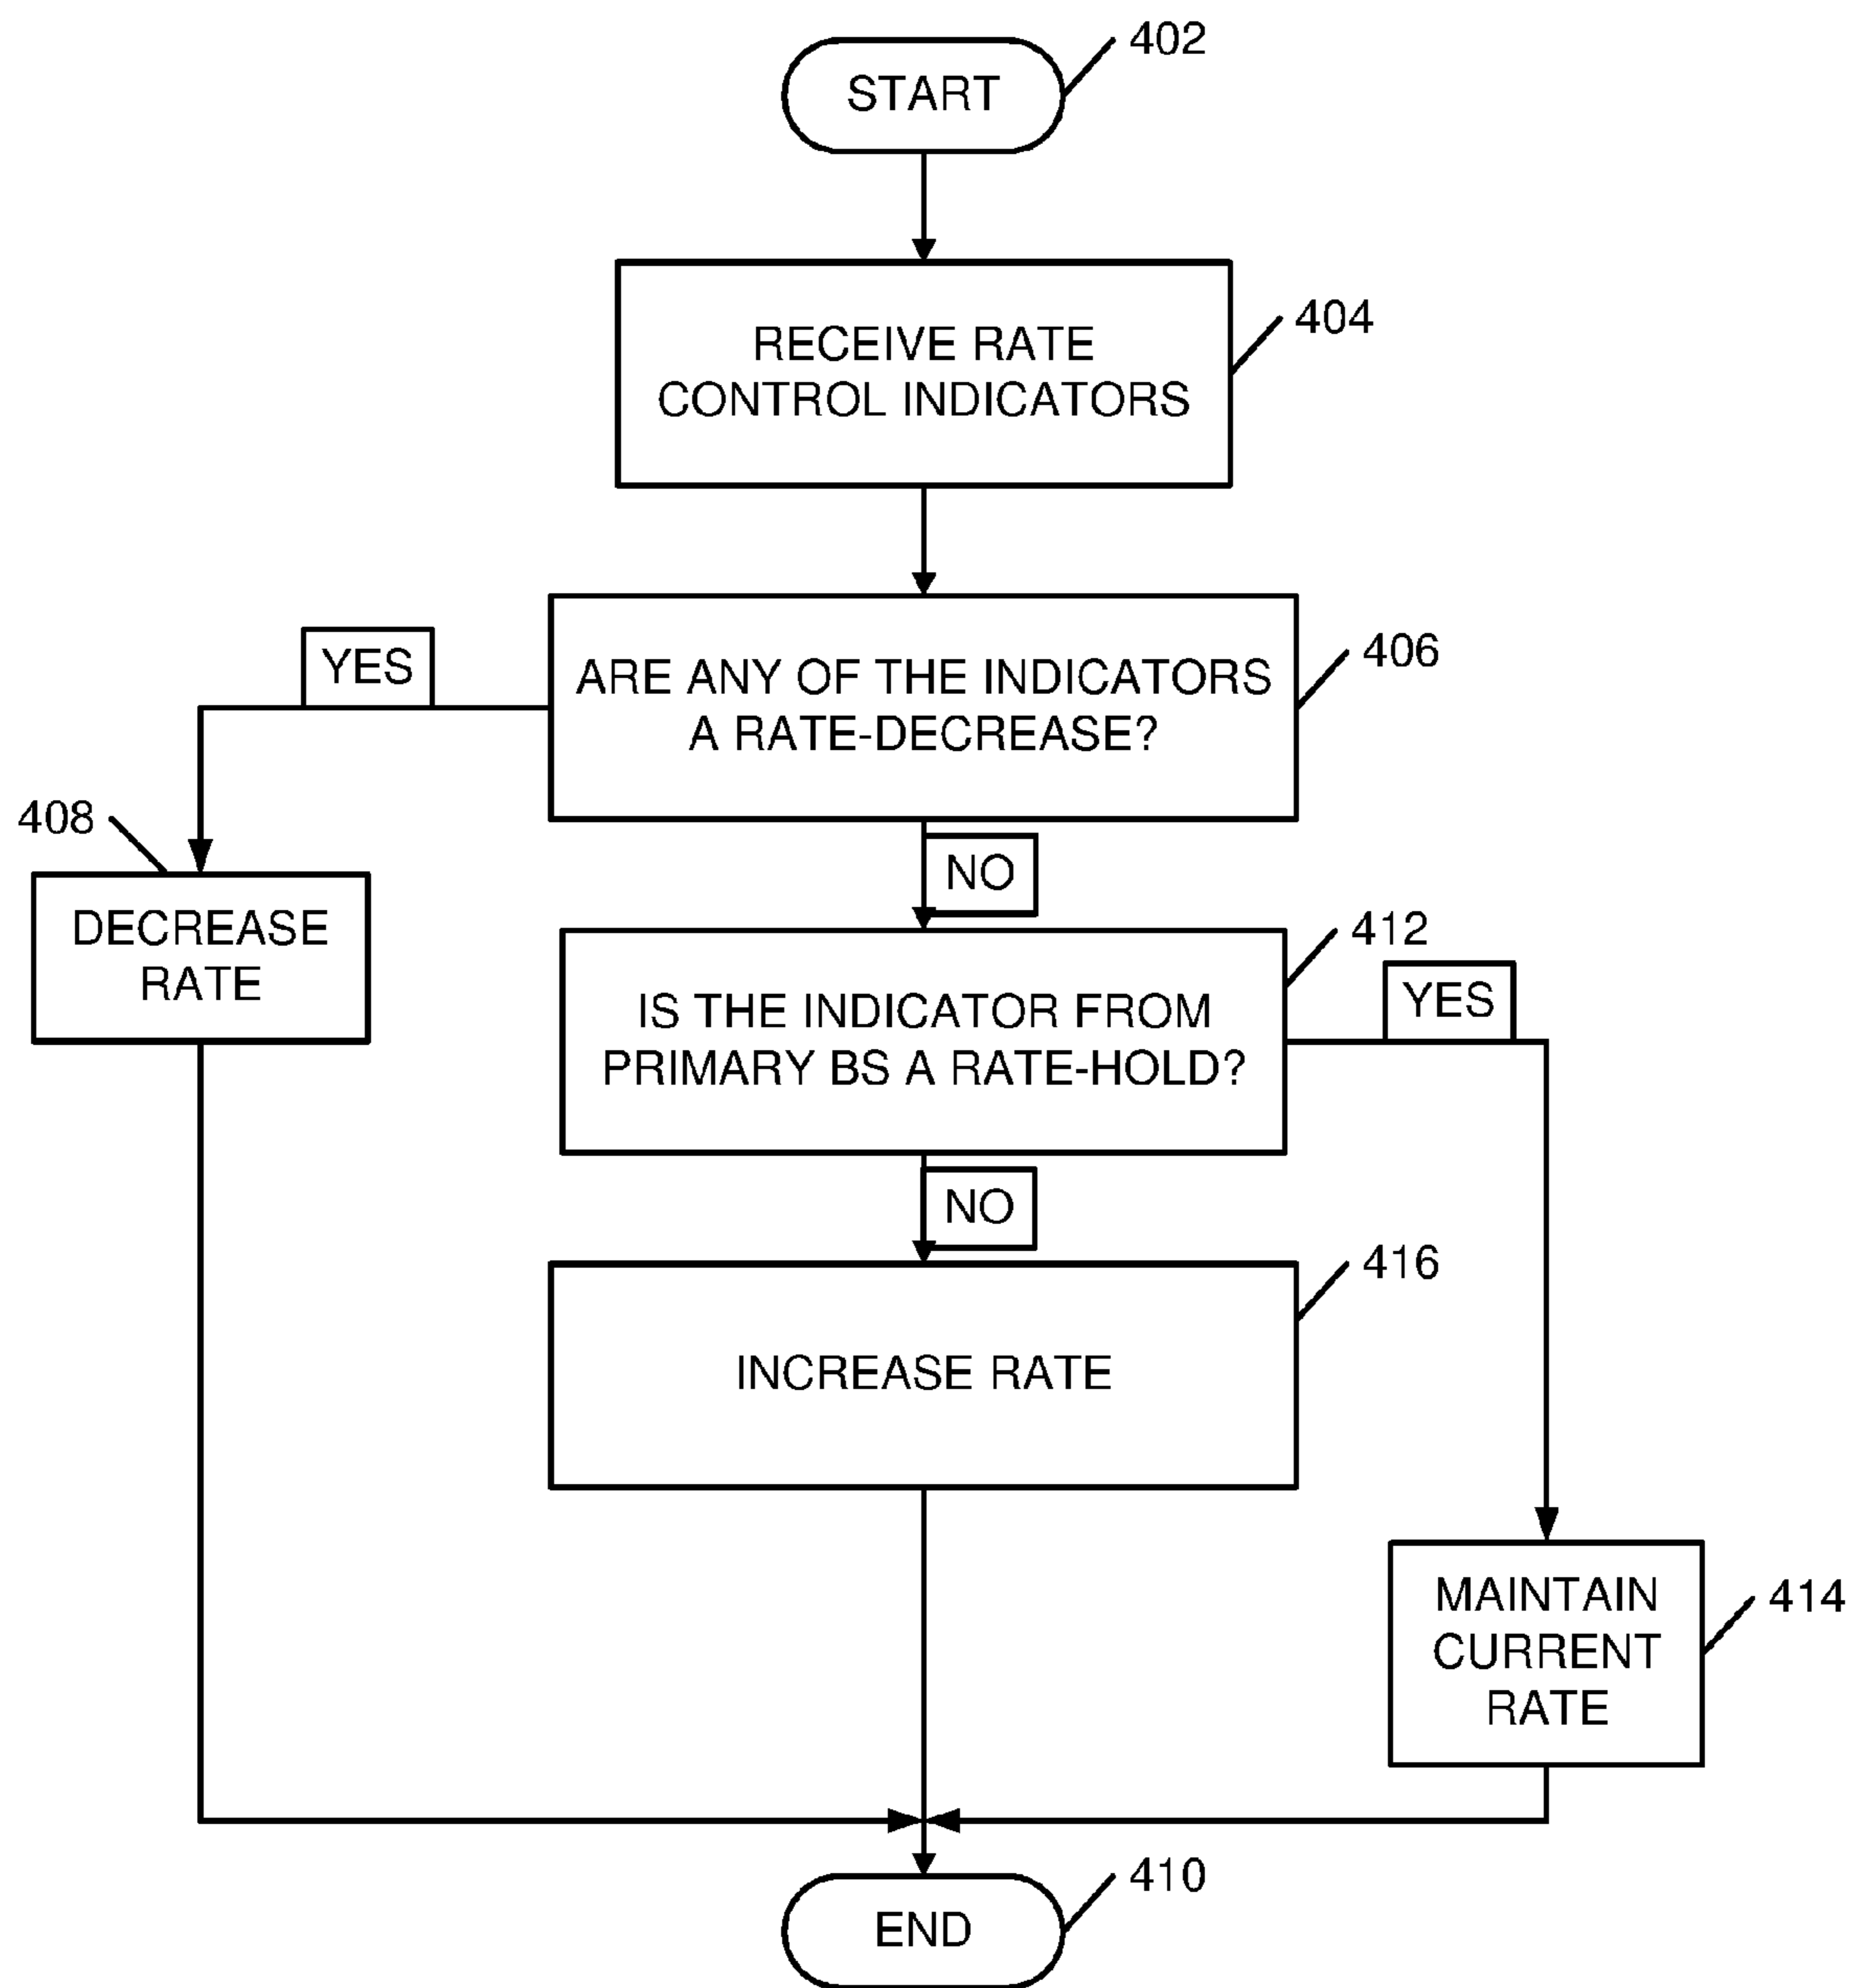 402
START
404
RECEIVE RATE
CONTROL INDICATORS
406
YES
ARE ANY OF THE INDICATORS
A RATE-DECREASE?
408
NO
DECREASE
RATE
412
YES
IS THE INDICATOR FROM
PRIMARY BS A RATE-HOLD?
NO
416
INCREASE RATE
414
MAINTAIN
CURRENT
RATE
410
END